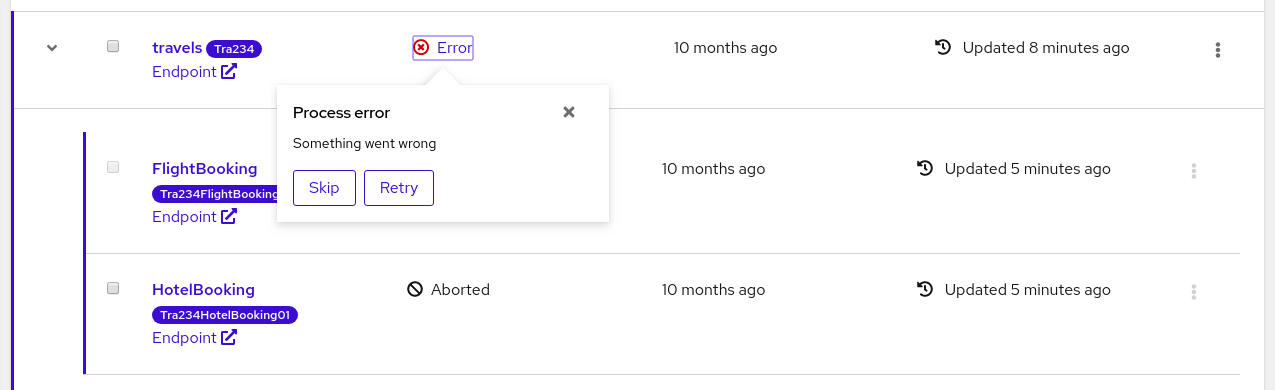 travels Tra234 Error 10 months ago Updated 8 minutes ago
Endpoint
Process error
Something went wrong
Skip Retry
FlightBooking 10 months ago Updated 5 minutes ago
Tra234FlightBooking
Endpoint
HotelBooking Aborted 10 months ago Updated 5 minutes ago
Tra234HotelBooking01
Endpoint